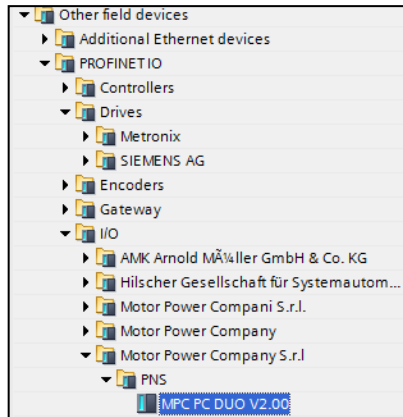 Other field devices
Additional Ethernet devices
PROFINET IO
Controllers
Drives
Metronix
SIEMENS AG
Encoders
Gateway
I/O
AMK Arnold MÃ¼ller GmbH & Co. KG
Hilscher Gesellschaft für Systemautom...
Motor Power Compani S.r.l.
Motor Power Company
Motor Power Company S.r.l
PNS
MPC PC DUO V2.00